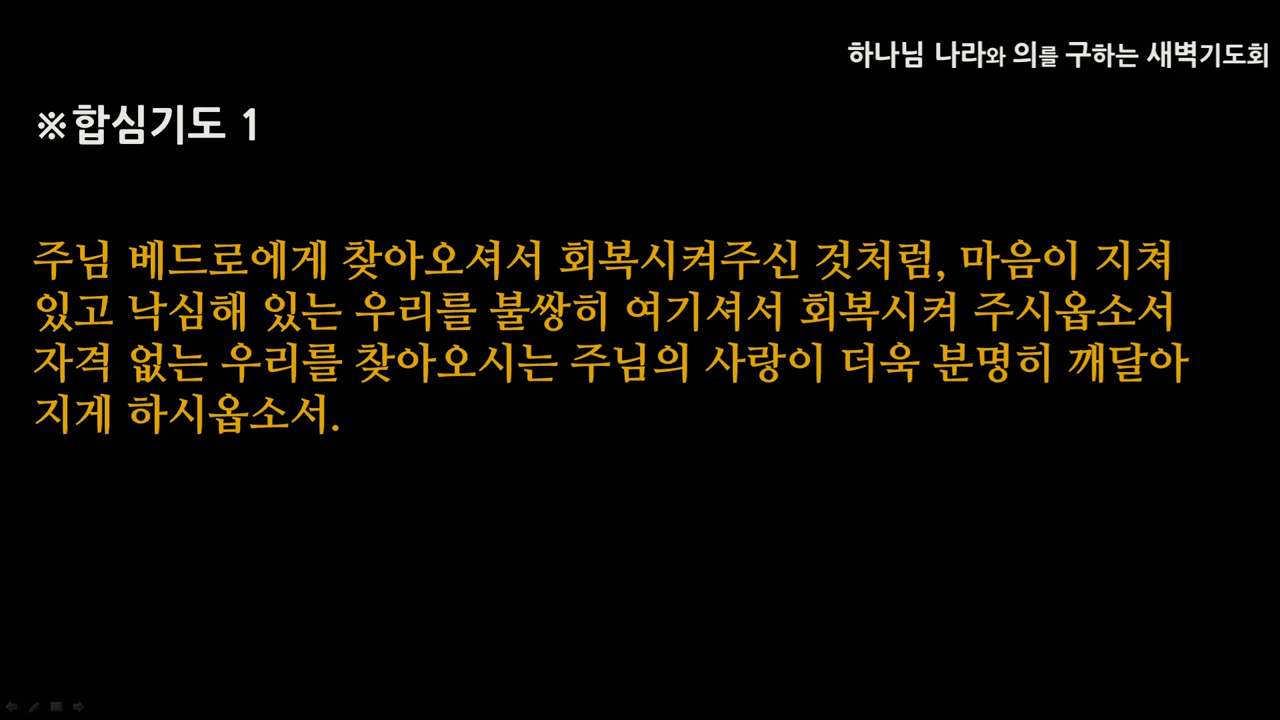 하나님 나라와 의를 구하는 새벽기도회
※합심기도 1
주님 베드로에게 찾아오셔서 회복시켜주신 것처럼, 마음이 지쳐
있고 낙심해 있는 우리를 불쌍히 여기셔서 회복시켜 주시옵소서
자격 없는 우리를 찾아오시는 주님의 사랑이 더욱 분명히 깨달아
지게 하시옵소서.